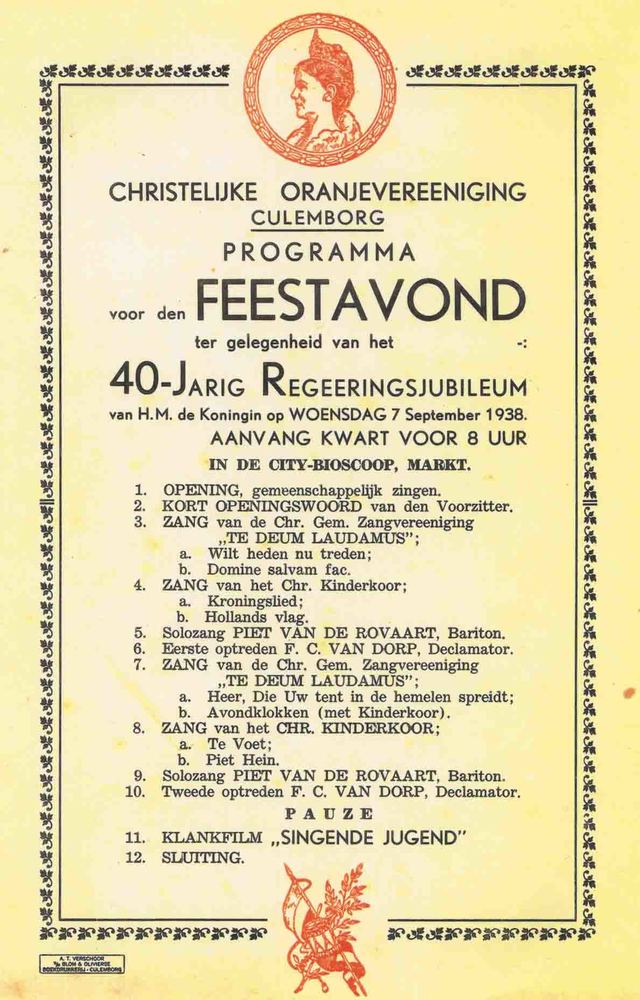 CHRISTELIJKE ORANJEVEREENIGING
CULEMBORG
PROGRAMMA
voor den FEESTAVOND
ter gelegenheid van het -:
40-JARIG REGEERINGSJUBILEUM
van H.M. de Koningin op WOENSDAG 7 September 1938.
AANVANG KWART VOOR 8 UUR
IN DE CITY-BIOSCOOP, MARKT.
1. OPENING, gemeenschappelijk zingen.
2. KORT OPENINGSWOORD van den Voorzitter.
3. ZANG van de Chr. Gem. Zangvereeniging
„TE DEUM LAUDAMUS";
a. Wilt heden nu treden;
b. Domine salvam fac.
4. ZANG van het Chr. Kinderkoor;
a. Kroningslied;
b. Hollands vlag.
5. Solozang PIET VAN DE ROVAART, Bariton.
6. Eerste optreden F. C. VAN DORP, Declamator.
7. ZANG van de Chr. Gem. Zangvereeniging
„TE DEUM LAUDAMUS";
a. Heer, Die Uw tent in de hemelen spreidt;
b. Avondklokken (met Kinderkoor).
8. ZANG van het CHR. KINDERKOOR;
a. Te Voet;
b. Piet Hein.
9. Solozang PIET VAN DE ROVAART, Bariton.
10. Tweede optreden F. C. VAN DORP, Declamator.
PAUZE
11. KLANKFILM „SINGENDE JUGEND"
12. SLUITING.
A. T. VERSCHOOR
BLOM & OLIVIERSE
BOEKDRUKKERIJ - CULEMBORG